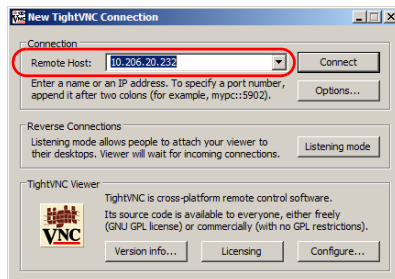 New TightVNC Connection
Connection
Remote Host: 10.206.20.232
Connect
Enter a name or an IP address. To specify a port number,
append it after two colons (for example, mypc::5902).
Options...
Reverse Connections
Listening mode allows people to attach your viewer to
their desktops. Viewer will wait for incoming connections.
Listening mode
TightVNC Viewer
tight
VNC
TightVNC is cross-platform remote control software.
Its source code is available to everyone, either freely
(GNU GPL license) or commercially (with no GPL restrictions).
Version info...
Licensing
Configure...